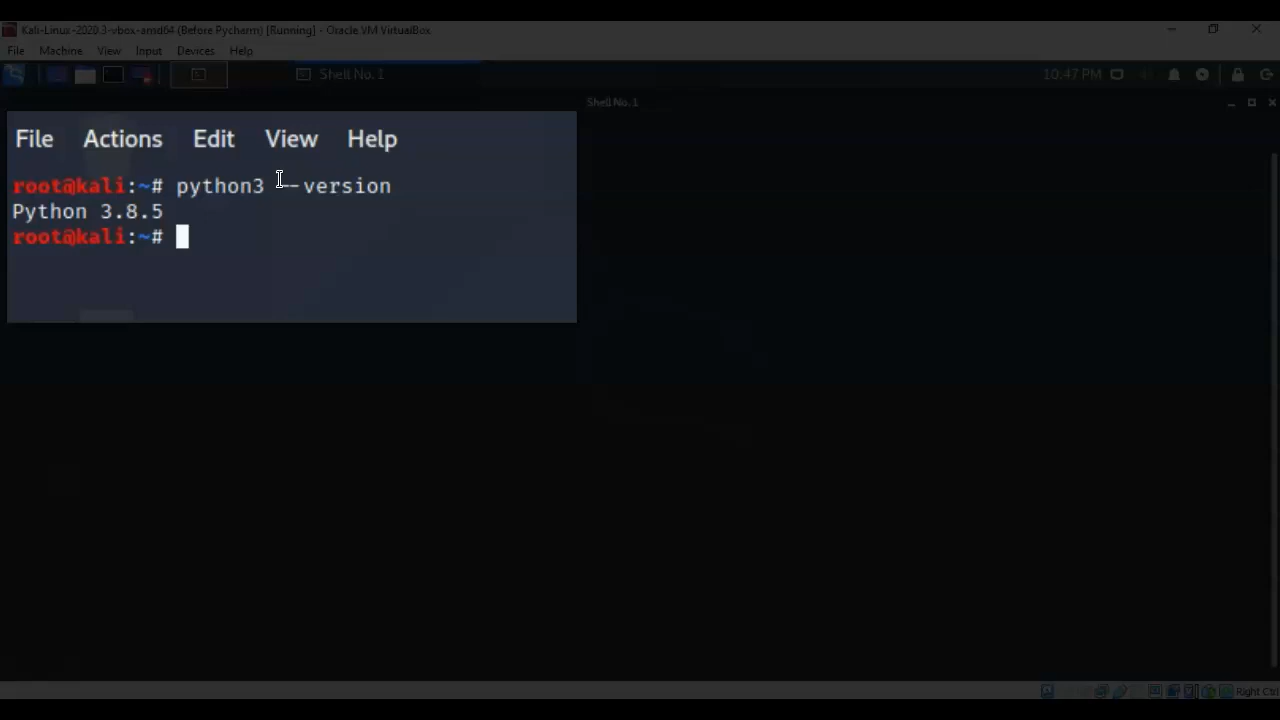 Kali-Linux -2020.3-vbox-amd64 (Before Pycharm) [Running] - Oracle VM VirtualBox
File Machine View Input Devices Help
Shell No. 1 10:47 PM
Shell No. 1
File Actions Edit View Help
root@kali:~# python3 --version
Python 3.8.5
root@kali:~#
Right Ctrl